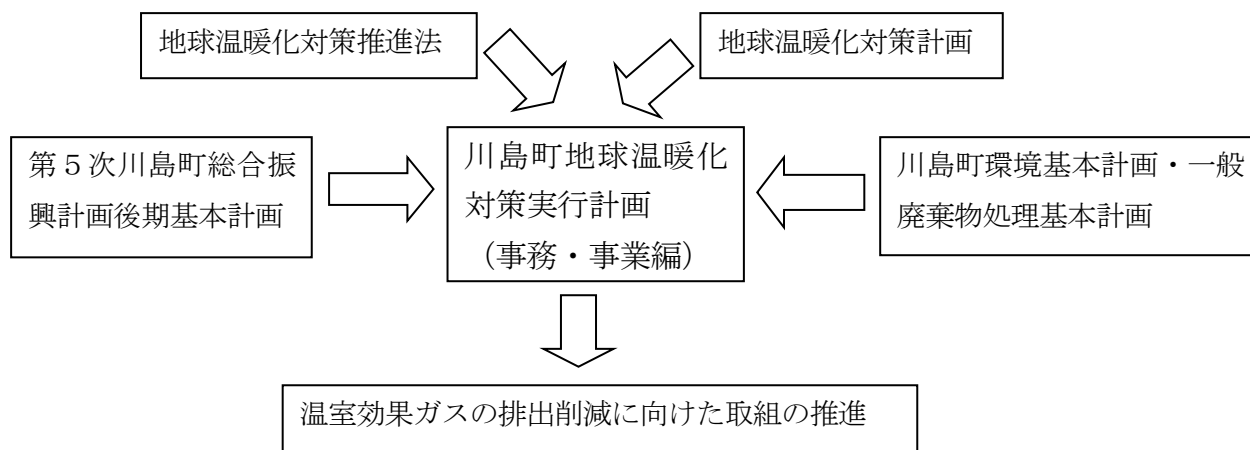 地球温暖化対策推進法
地球温暖化対策計画
第５次川島町総合振
興計画後期基本計画
川島町地球温暖化
対策実行計画
（事務・事業編）
川島町環境基本計画・一般
廃棄物処理基本計画
温室効果ガスの排出削減に向けた取組の推進